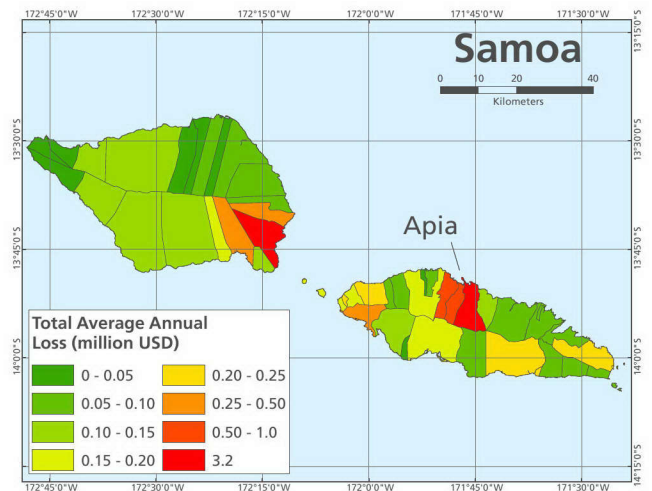 172°45'0"O 172°30'0"O 172°15'0"O 172°0'0"O 171°45'0"O 171°30'0"O
Samoa
0 10 20 40
Kilometers
13°15'0"S 13°15'0"S
13°30'0"S 13°30'0"S
13°45'0"S 13°45'0"S
14°0'0"S 14°0'0"S
14°15'0"S
Apia
Total Average Annual
Loss (million USD)
0 - 0.05 0.20 - 0.25
0.05 - 0.10 0.25 - 0.50
0.10 - 0.15 0.50 - 1.0
0.15 - 0.20 3.2
172°45'0"O 172°30'0"O 172°15'0"O 172°0'0"O 171°45'0"O 171°30'0"O
14°15'0"S